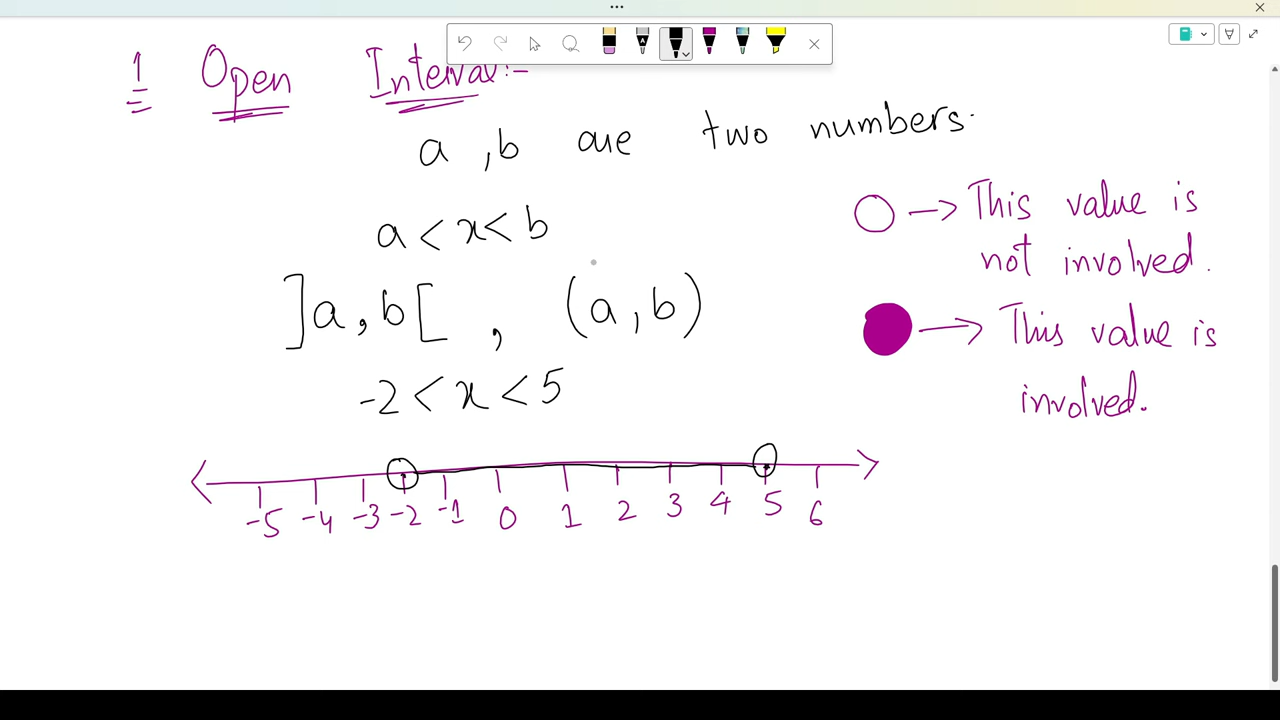 1 Open Interval:-
a , b are two numbers.
a < x < b
]a, b[ , (a, b)
-2 < x < 5
-5 -4 -3 -2 -1 0 1 2 3 4 5 6
○ → This value is
not involved.
● → This value is
involved.